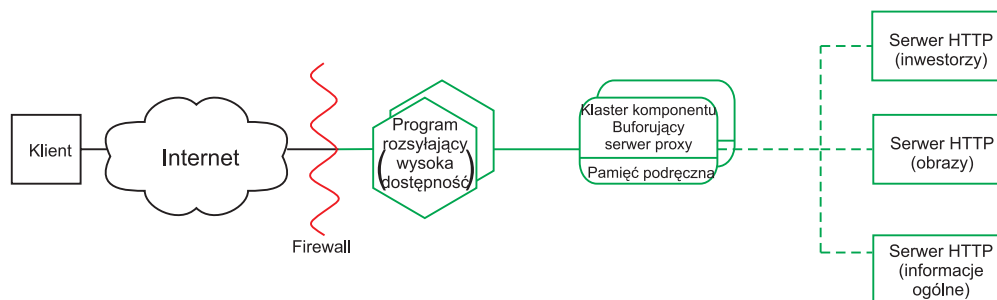 Klient
Internet
Firewall
Program
rozsyłający
(wysoka
dostępność)
Klaster komponentu
Buforujący
serwer proxy
Pamięć podręczna
Serwer HTTP
(inwestorzy)
Serwer HTTP
(obrazy)
Serwer HTTP
(informacje
ogólne)